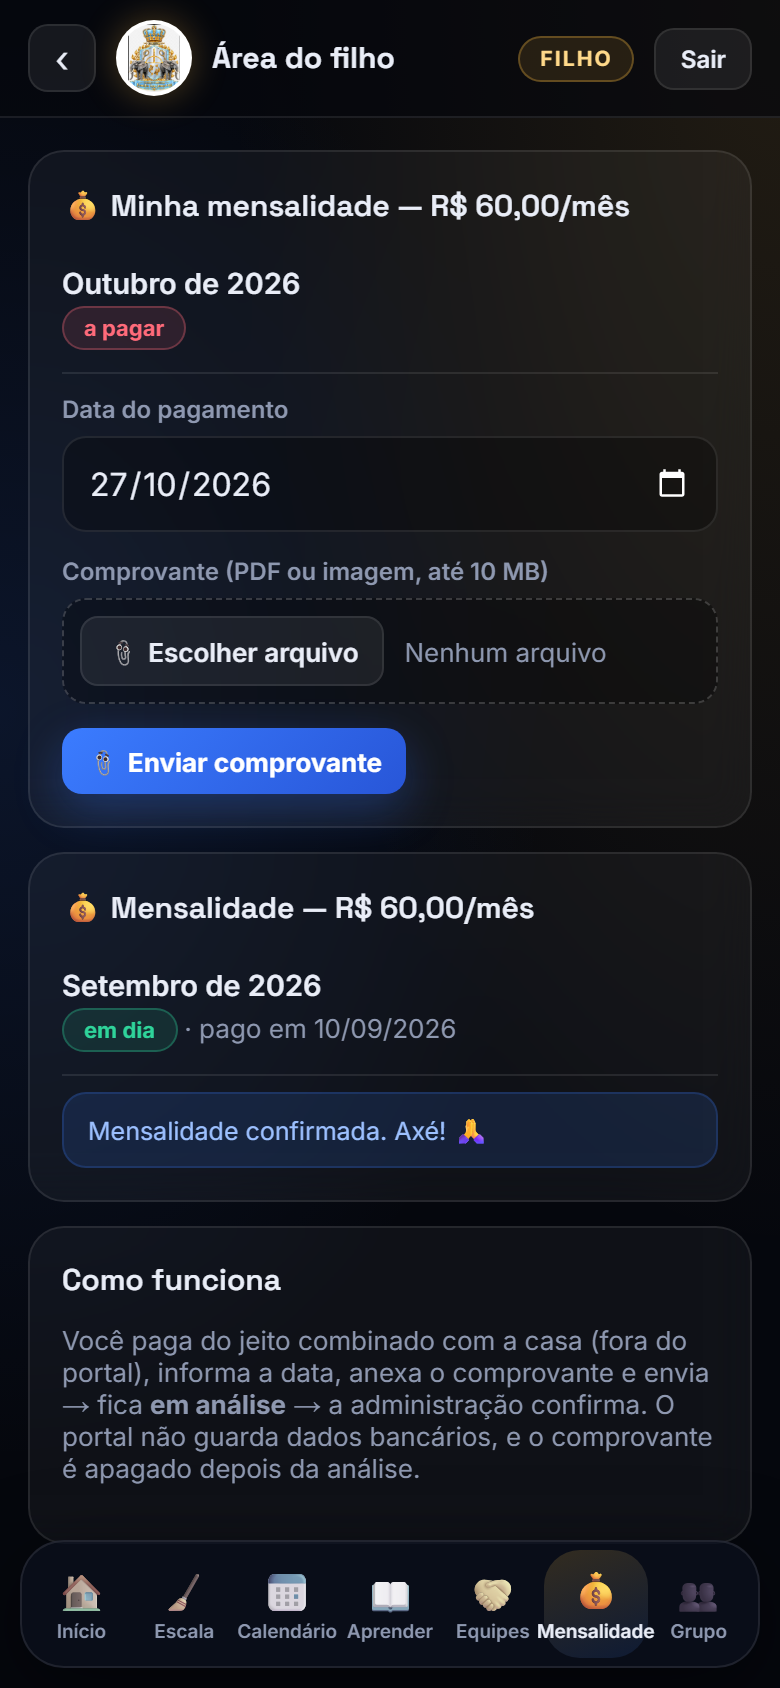 ‹
Área do filho
FILHO
Sair
Minha mensalidade — R$ 60,00/mês
Outubro de 2026
a pagar
Data do pagamento
27/10/2026
Comprovante (PDF ou imagem, até 10 MB)
Escolher arquivo Nenhum arquivo
Enviar comprovante
Mensalidade — R$ 60,00/mês
Setembro de 2026
em dia · pago em 10/09/2026
Mensalidade confirmada. Axé! 🙏
Como funciona
Você paga do jeito combinado com a casa (fora do
portal), informa a data, anexa o comprovante e envia
→ fica em análise → a administração confirma. O
portal não guarda dados bancários, e o comprovante
é apagado depois da análise.
Início Escala Calendário Aprender Equipes Mensalidade Grupo